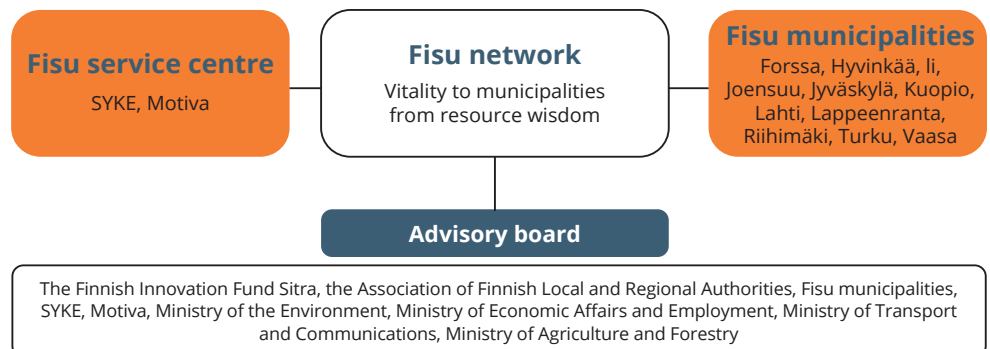 Fisu service centre
SYKE, Motiva
Fisu network
Vitality to municipalities
from resource wisdom
Fisu municipalities
Forssa, Hyvinkää, Ii,
Joensuu, Jyväskylä, Kuopio,
Lahti, Lappeenranta,
Riihimäki, Turku, Vaasa
Advisory board
The Finnish Innovation Fund Sitra, the Association of Finnish Local and Regional Authorities, Fisu municipalities,
SYKE, Motiva, Ministry of the Environment, Ministry of Economic Affairs and Employment, Ministry of Transport
and Communications, Ministry of Agriculture and Forestry